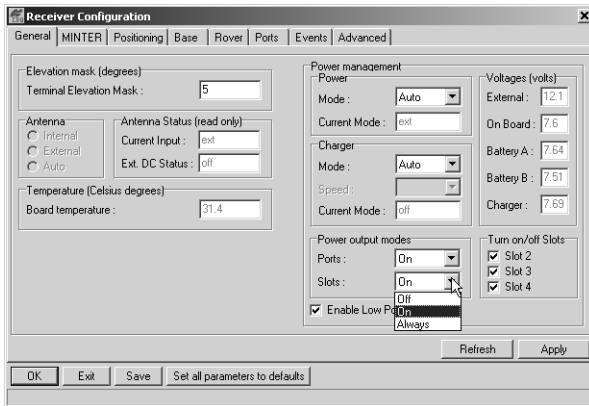 Receiver Configuration
General MINTER Positioning Base Rover Ports Events Advanced
Elevation mask (degrees)
Terminal Elevation Mask : 5
Antenna
Internal
External
Auto
Antenna Status (read only)
Current Input : ext
Ext. DC Status : off
Temperature (Celsius degrees)
Board temperature : 31.4
Power management
Power
Mode : Auto
Current Mode : ext
Charger
Mode : Auto
Speed :
Current Mode : off
Power output modes
Ports : On
Slots : On
Off
On
Always
Enable Low
Voltages (volts)
External : 12.1
On Board : 7.6
Battery A : 7.64
Battery B : 7.51
Charger : 7.69
Turn on/off Slots
Slot 2
Slot 3
Slot 4
Refresh Apply
OK Exit Save Set all parameters to defaults